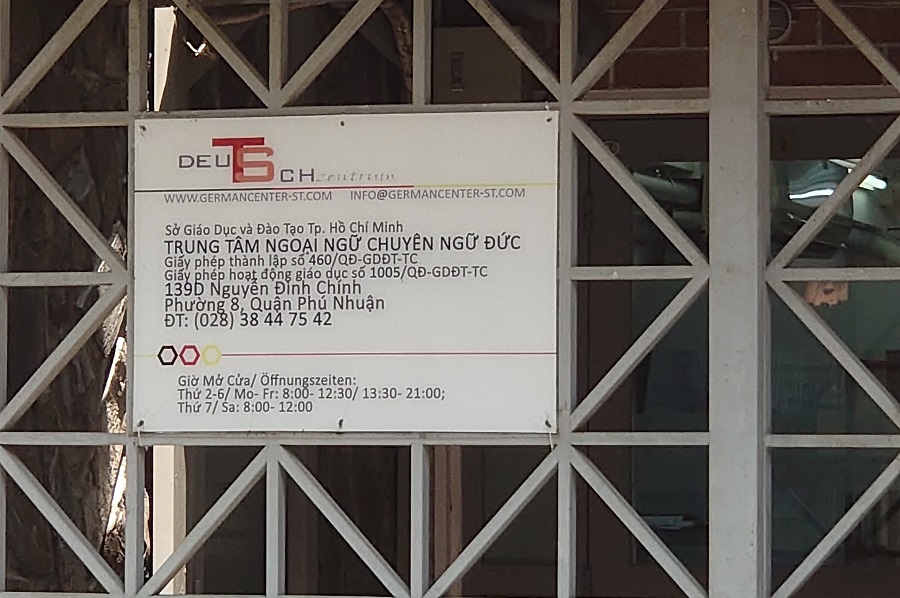 DEUTSCH zentrum
WWW.GERMANCENTER-ST.COM INFO@GERMANCENTER-ST.COM
Sở Giáo Dục và Đào Tạo Tp. Hồ Chí Minh
TRUNG TÂM NGOẠI NGỮ CHUYÊN NGỮ ĐỨC
Giấy phép thành lập số 460/QĐ-GDĐT-TC
Giấy phép hoạt động giáo dục số 1005/QĐ-GDĐT-TC
139D Nguyễn Đình Chính
Phường 8, Quận Phú Nhuận
ĐT: (028) 38 44 75 42
Giờ Mở Cửa/ Öffnungszeiten:
Thứ 2-6/ Mo- Fr: 8:00- 12:30/ 13:30- 21:00;
Thứ 7/ Sa: 8:00- 12:00